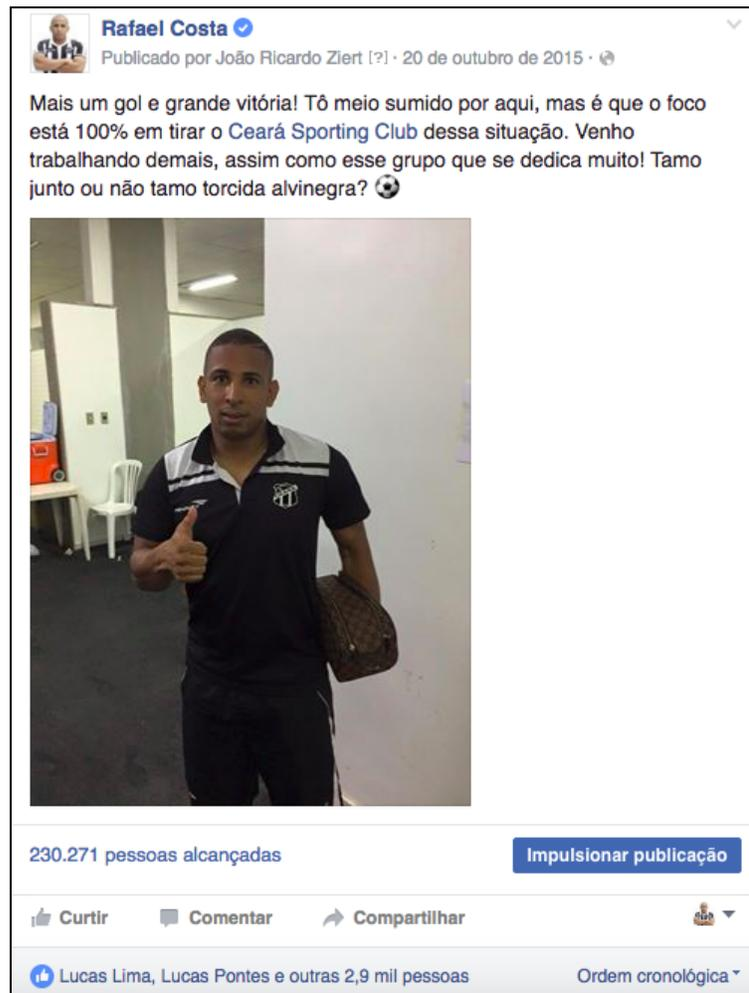 Rafael Costa
Publicado por João Ricardo Ziert [?] · 20 de outubro de 2015 ·
Mais um gol e grande vitória! Tô meio sumido por aqui, mas é que o foco
está 100% em tirar o Ceará Sporting Club dessa situação. Venho
trabalhando demais, assim como esse grupo que se dedica muito! Tamo
junto ou não tamo torcida alvinegra?
230.271 pessoas alcançadas
Impulsionar publicação
Curtir Comentar Compartilhar
Lucas Lima, Lucas Pontes e outras 2,9 mil pessoas
Ordem cronológica